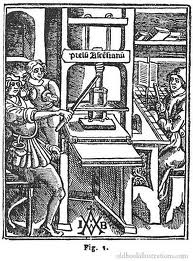 prelū Ascēsianū
I B
Fig. 1.
oldbookillustrations.com